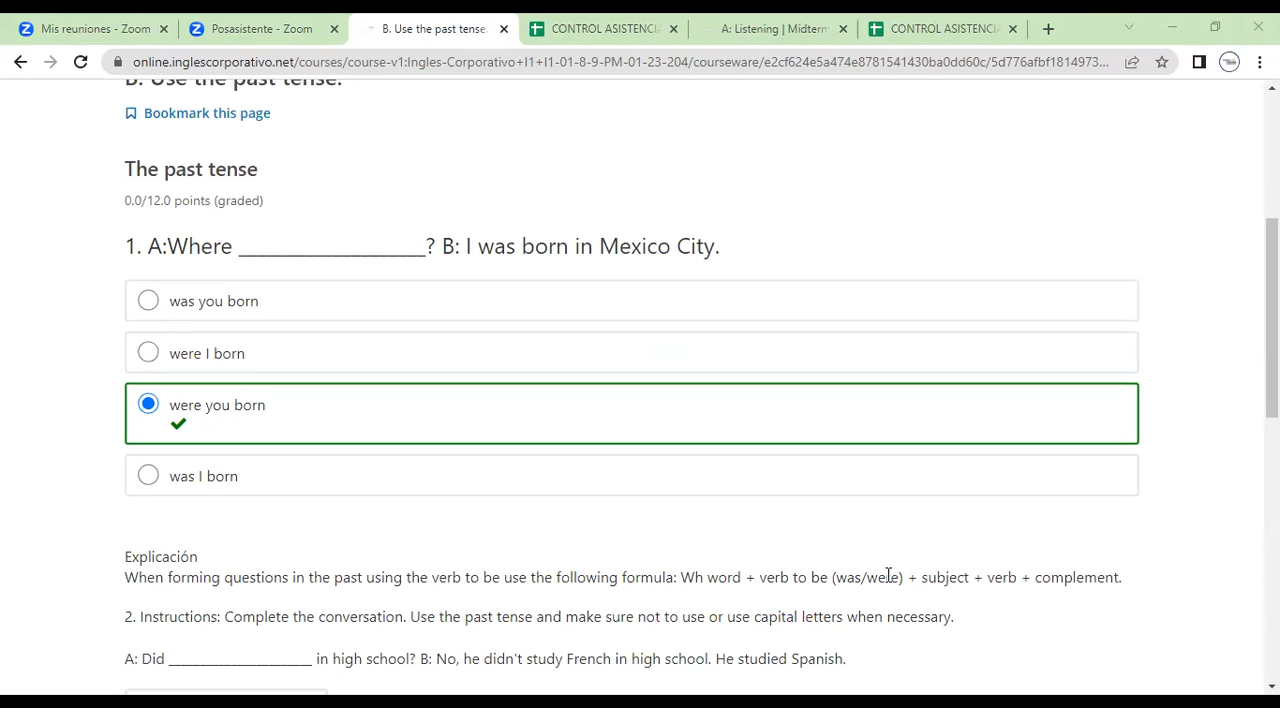 Mis reuniones - Zoom
Posasistente - Zoom
B. Use the past tense.
CONTROL ASISTENCIA
A: Listening | Midterm
CONTROL ASISTENCIA
online.inglescorporativo.net/courses/course-v1:Ingles-Corporativo+I1+I1-01-8-9-PM-01-23-204/courseware/e2cf624e5a474e8781541430ba0dd60c/5d776afbf1814973...
B. Use the past tense.
Bookmark this page
The past tense
0.0/12.0 points (graded)
1. A:Where ____________________? B: I was born in Mexico City.
was you born
were I born
were you born
was I born
Explicación
When forming questions in the past using the verb to be use the following formula: Wh word + verb to be (was/were) + subject + verb + complement.
2. Instructions: Complete the conversation. Use the past tense and make sure not to use or use capital letters when necessary.
A: Did ____________________ in high school? B: No, he didn't study French in high school. He studied Spanish.